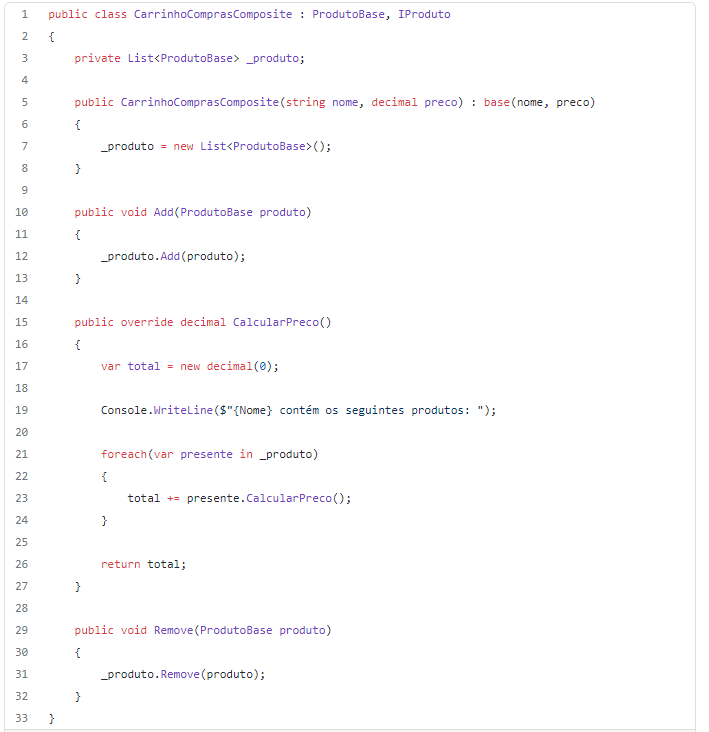 1 public class CarrinhoComprasComposite : ProdutoBase, IProduto
2 {
3     private List<ProdutoBase> _produto;
4
5     public CarrinhoComprasComposite(string nome, decimal preco) : base(nome, preco)
6     {
7         _produto = new List<ProdutoBase>();
8     }
9
10     public void Add(ProdutoBase produto)
11     {
12         _produto.Add(produto);
13     }
14
15     public override decimal CalcularPreco()
16     {
17         var total = new decimal(0);
18
19         Console.WriteLine($"{Nome} contém os seguintes produtos: ");
20
21         foreach(var presente in _produto)
22         {
23             total += presente.CalcularPreco();
24         }
25
26         return total;
27     }
28
29     public void Remove(ProdutoBase produto)
30     {
31         _produto.Remove(produto);
32     }
33 }